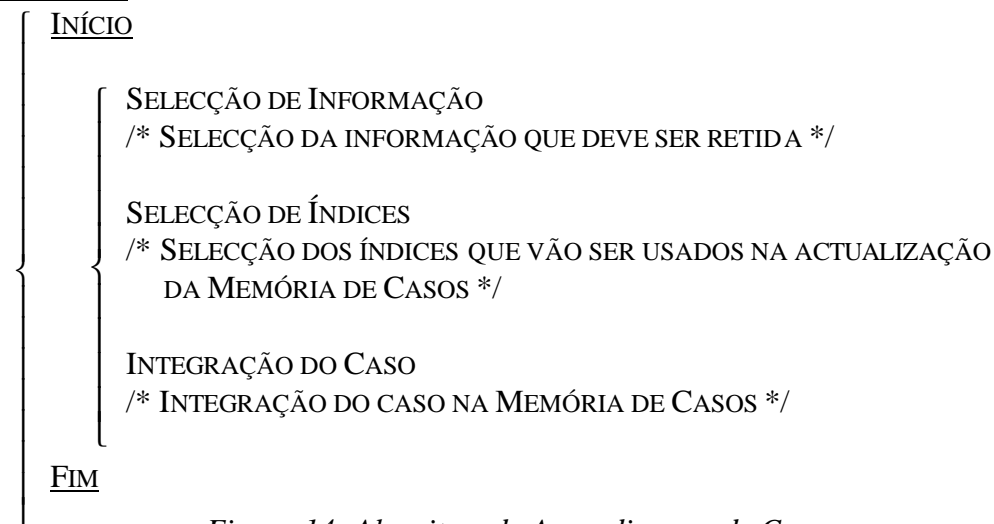 INÍCIO
SELECÇÃO DE INFORMAÇÃO
/* SELECÇÃO DA INFORMAÇÃO QUE DEVE SER RETIDA */
SELECÇÃO DE ÍNDICES
/* SELECÇÃO DOS ÍNDICES QUE VÃO SER USADOS NA ACTUALIZAÇÃO
DA MEMÓRIA DE CASOS */
INTEGRAÇÃO DO CASO
/* INTEGRAÇÃO DO CASO NA MEMÓRIA DE CASOS */
FIM